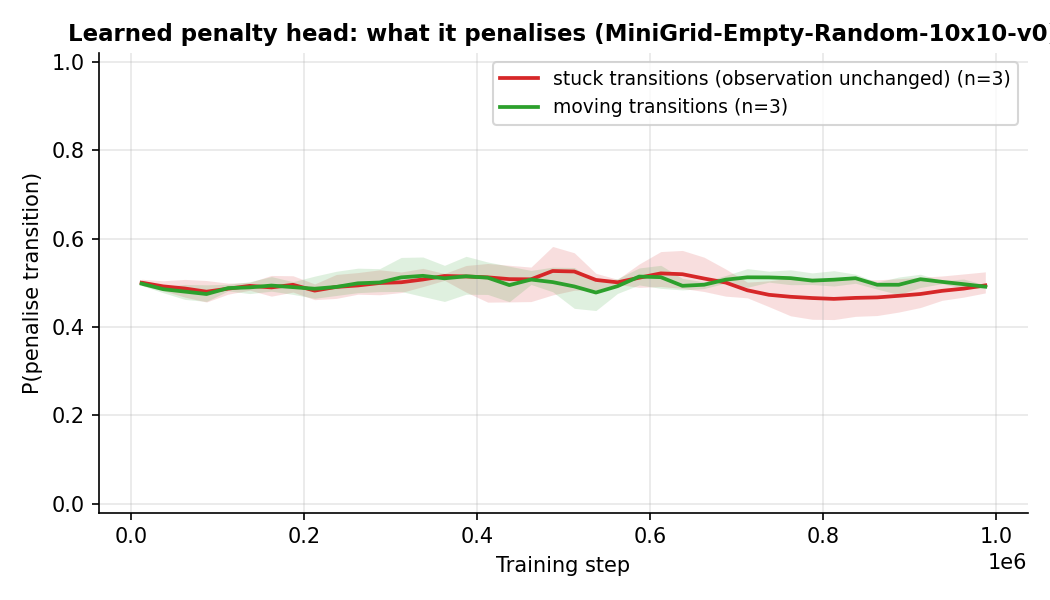 Learned penalty head: what it penalises (MiniGrid-Empty-Random-10x10-v0)
1.0
stuck transitions (observation unchanged) (n=3)
moving transitions (n=3)
0.8
0.6
0.4
0.2
0.0
P(penalise transition)
0.0 0.2 0.4 0.6 0.8 1.0
1e6
Training step